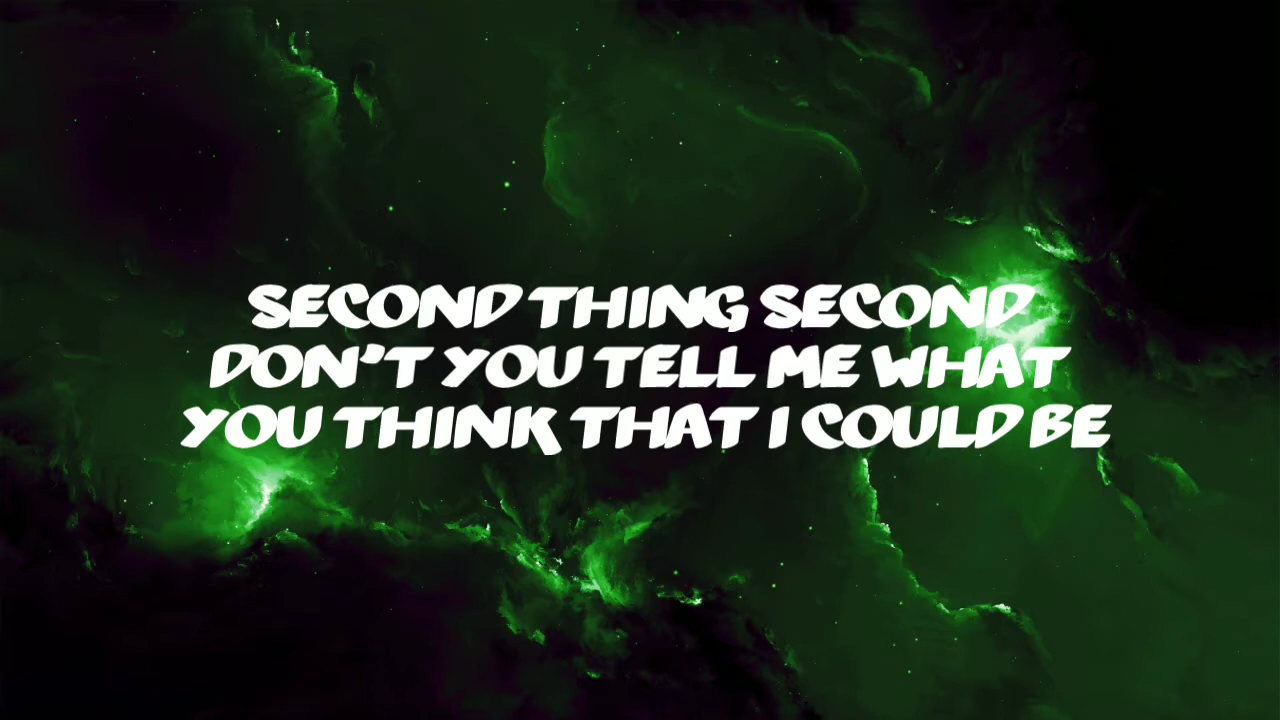 SECOND THING SECOND
DON'T YOU TELL ME WHAT
YOU THINK THAT I COULD BE